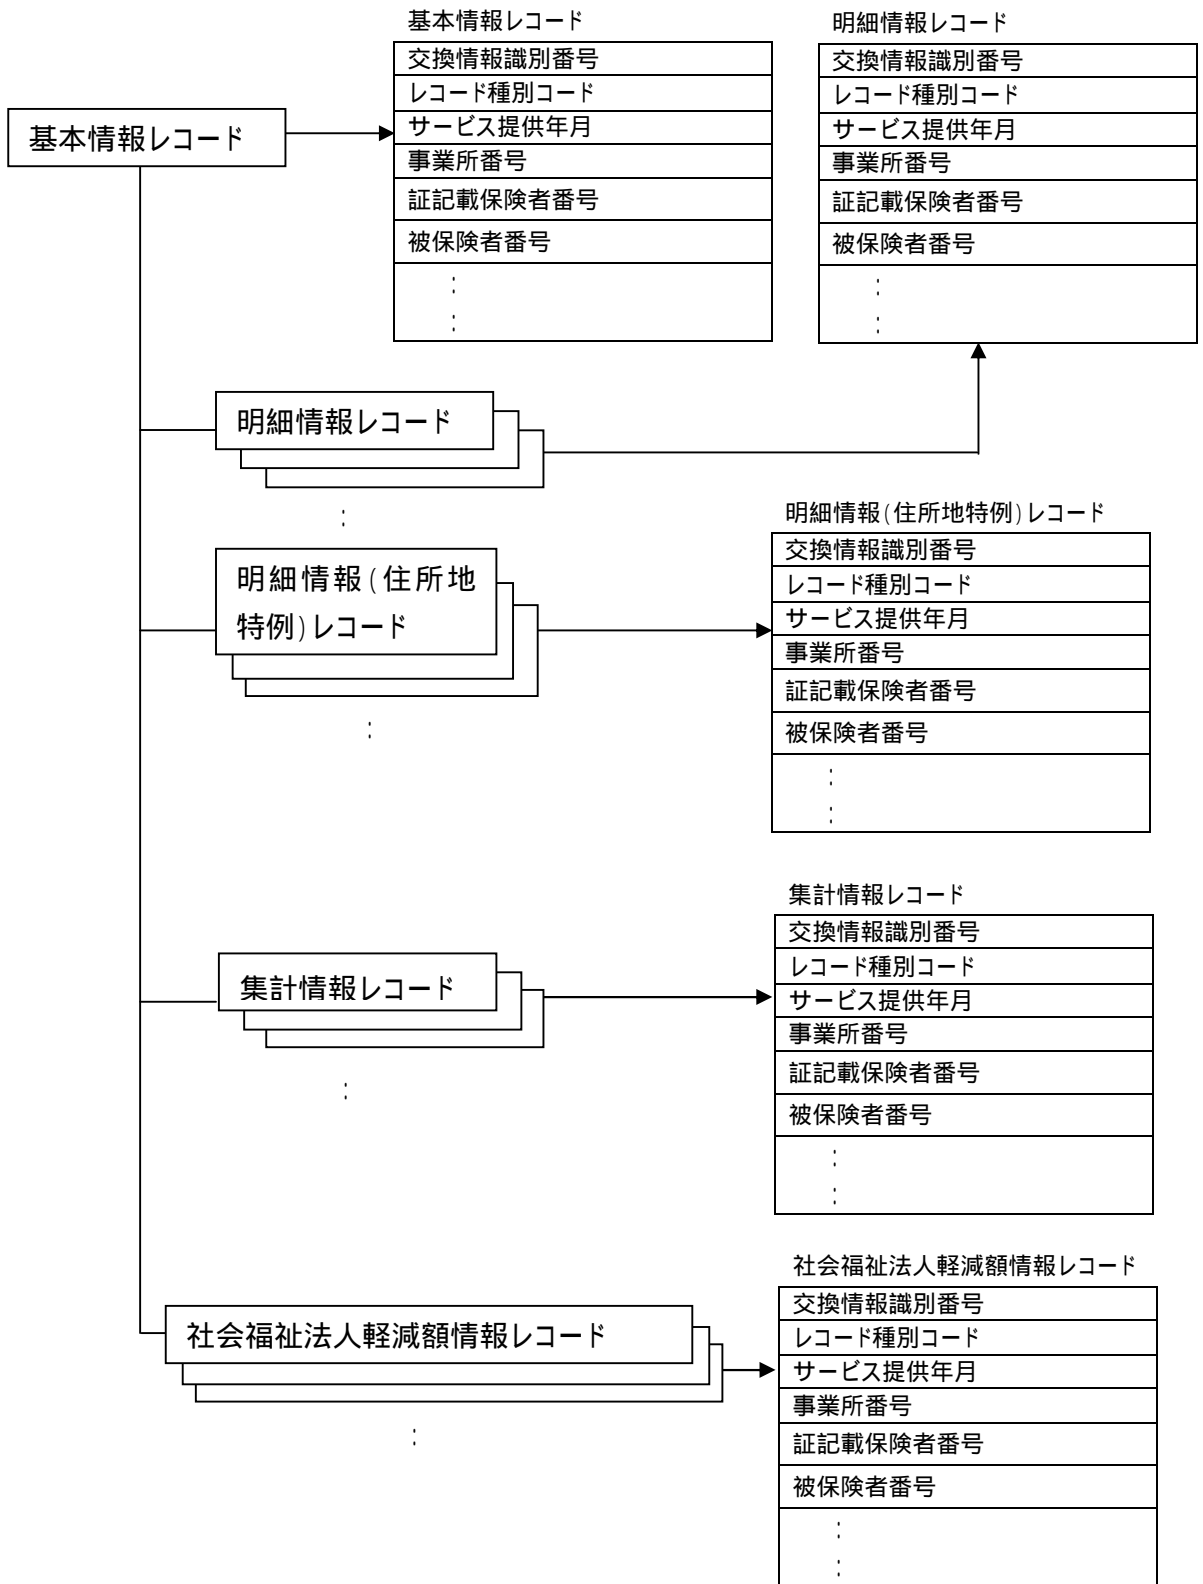 基本情報レコード
基本情報レコード
交換情報識別番号
レコード種別コード
サービス提供年月
事業所番号
証記載保険者番号
被保険者番号
:
:
明細情報レコード
交換情報識別番号
レコード種別コード
サービス提供年月
事業所番号
証記載保険者番号
被保険者番号
:
:
明細情報レコード
:
明細情報(住所地
特例)レコード
:
明細情報(住所地特例)レコード
交換情報識別番号
レコード種別コード
サービス提供年月
事業所番号
証記載保険者番号
被保険者番号
:
:
集計情報レコード
:
集計情報レコード
交換情報識別番号
レコード種別コード
サービス提供年月
事業所番号
証記載保険者番号
被保険者番号
:
:
社会福祉法人軽減額情報レコード
:
社会福祉法人軽減額情報レコード
交換情報識別番号
レコード種別コード
サービス提供年月
事業所番号
証記載保険者番号
被保険者番号
:
: